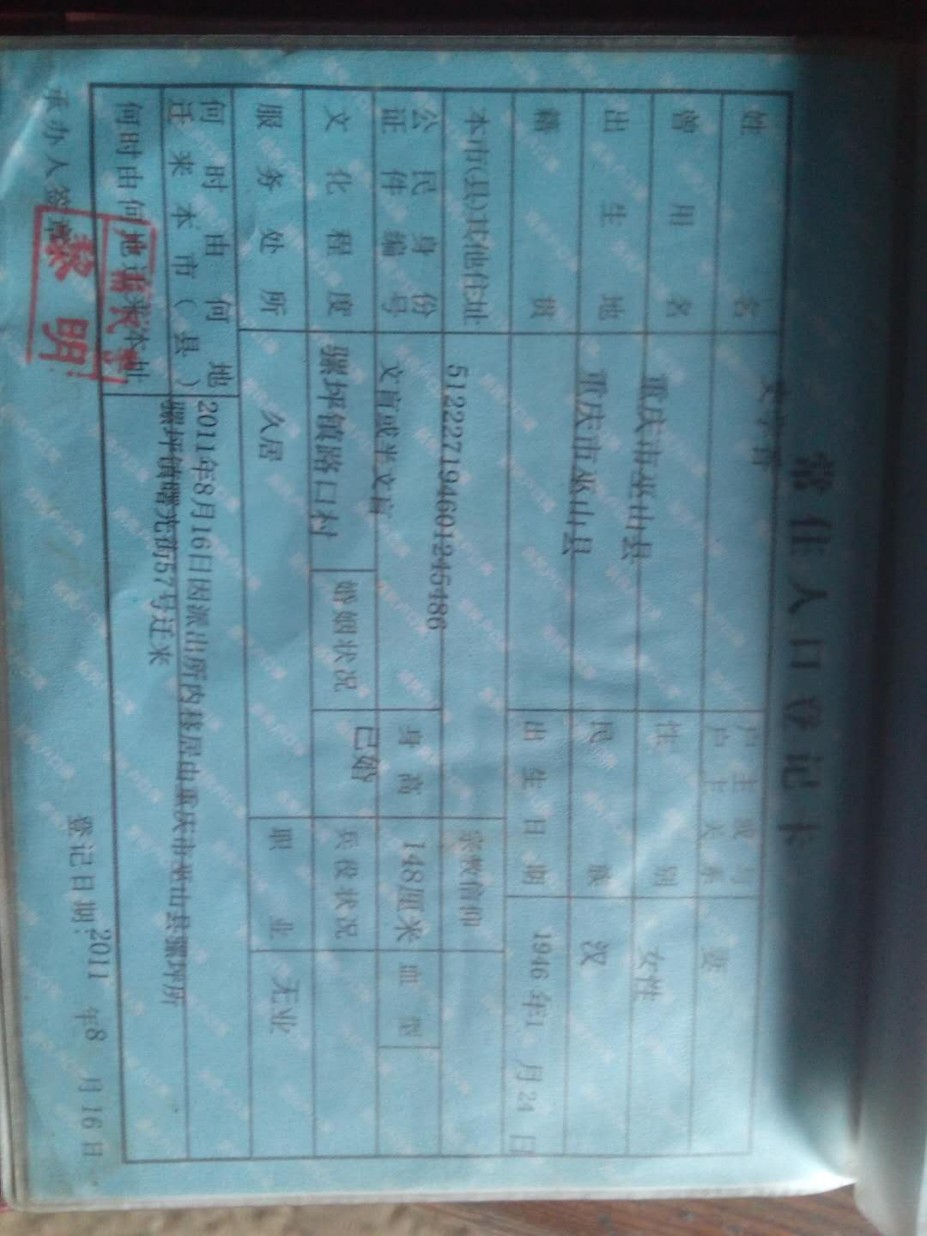 常住人口登记卡
姓 名
户主或与户主关系 妻
曾用名
性 别 女性
出生地 重庆市巫山县
民 族 汉
籍 贯 重庆市巫山县
出生日期 1946 年1 月24 日
本市(县)其他住址
宗教信仰
公民身份证件编号 512227194601245486
身 高 148厘米 血 型
文化程度 文盲或半文盲
婚姻状况 已婚 兵役状况
服务处所 骡坪镇路口村
职 业 无业
何时由何地迁来本市(县) 久居
何时由何地迁来本址 2011年8月16日因派出所内移居由重庆市巫山县骡坪所
骡坪镇曙光街57号迁来
承办人签章
黎明
登记日期:2011 年8 月16日